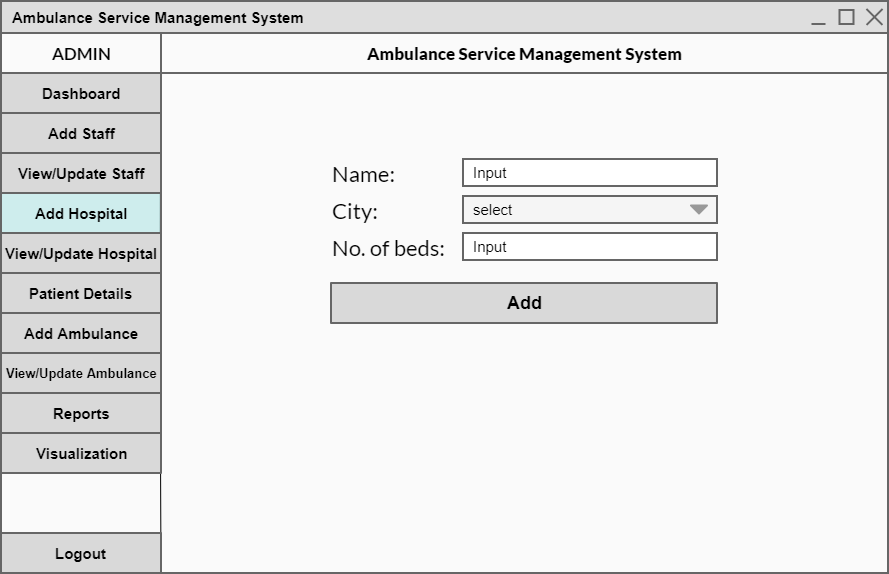 Ambulance Service Management System
ADMIN
Ambulance Service Management System
Dashboard
Add Staff
View/Update Staff
Add Hospital
View/Update Hospital
Patient Details
Add Ambulance
View/Update Ambulance
Reports
Visualization
Logout
Name: Input
City: select
No. of beds: Input
Add